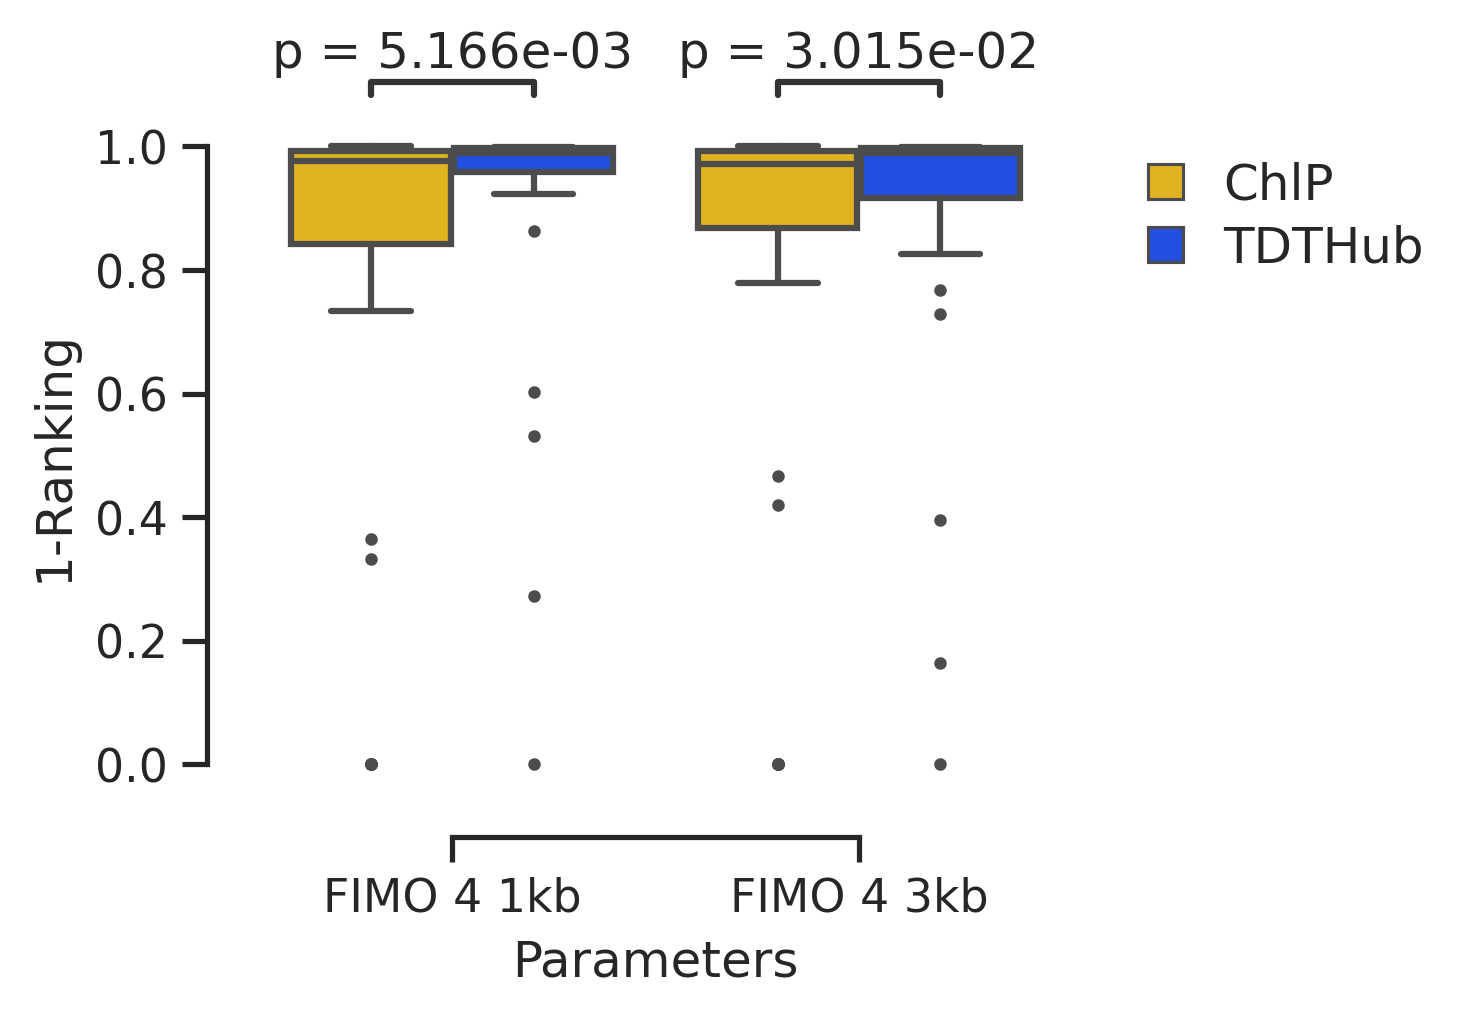 p = 5.166e-03 p = 3.015e-02
1.0
0.8
0.6
0.4
0.2
0.0
1-Ranking
ChlP
TDTHub
FIMO 4 1kb FIMO 4 3kb
Parameters